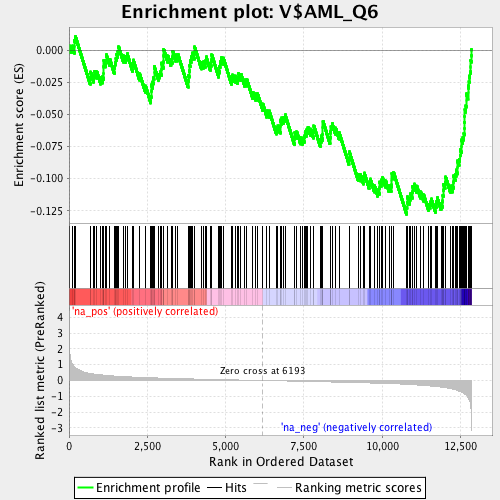 Enrichment plot: V$AML_Q6
Enrichment score (ES)
0.000
-0.025
-0.050
-0.075
-0.100
-0.125
'na_pos' (positively correlated)
Ranked list metric (PreRanked)
4
3
2
1
0
-1
-2
-3
Zero cross at 6193
'na_neg' (negatively correlated)
0
2,500
5,000
7,500
10,000
12,500
Rank in Ordered Dataset
Enrichment profile
Hits
Ranking metric scores